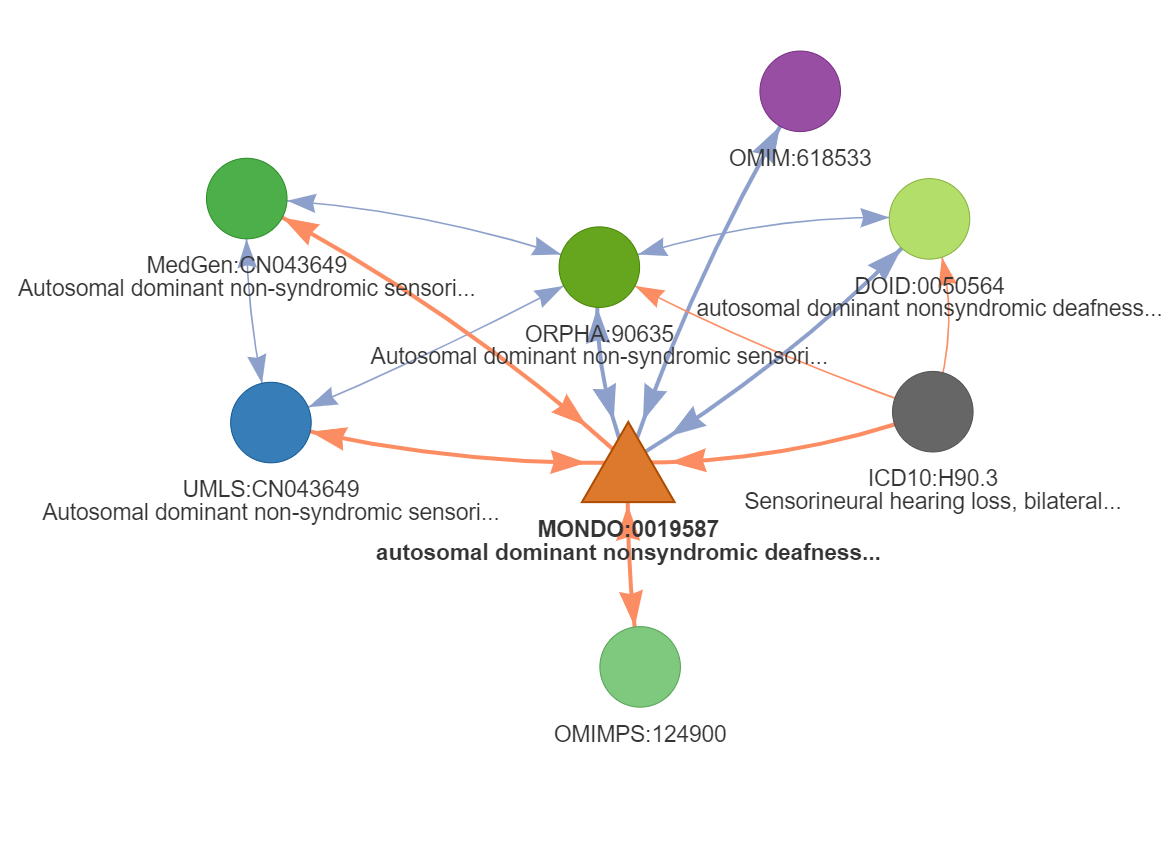 OMIM:618533
MedGen:CN043649
Autosomal dominant non-syndromic sensori...
DOID:0050564
autosomal dominant nonsyndromic deafness...
ORPHA:90635
Autosomal dominant non-syndromic sensori...
ICD10:H90.3
Sensorineural hearing loss, bilateral...
UMLS:CN043649
Autosomal dominant non-syndromic sensori...
MONDO:0019587
autosomal dominant nonsyndromic deafness...
OMIMPS:124900